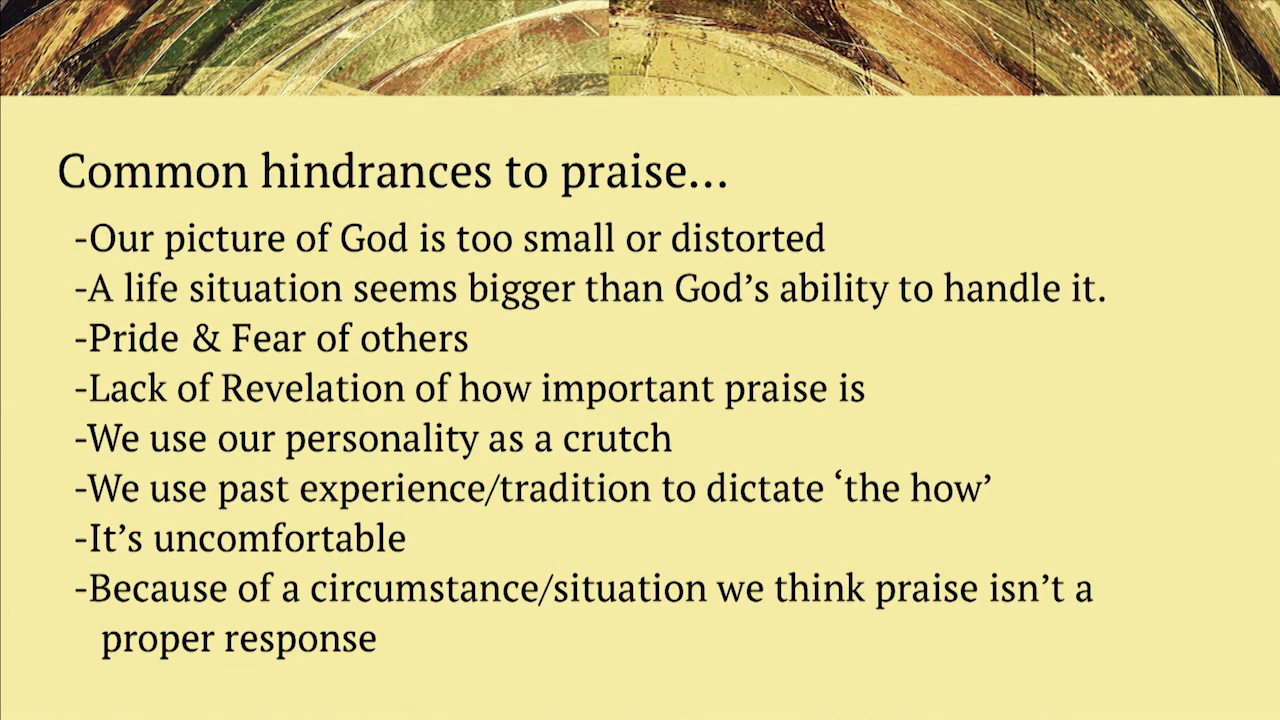 Common hindrances to praise...
-Our picture of God is too small or distorted
-A life situation seems bigger than God’s ability to handle it.
-Pride & Fear of others
-Lack of Revelation of how important praise is
-We use our personality as a crutch
-We use past experience/tradition to dictate ‘the how’
-It’s uncomfortable
-Because of a circumstance/situation we think praise isn’t a
proper response